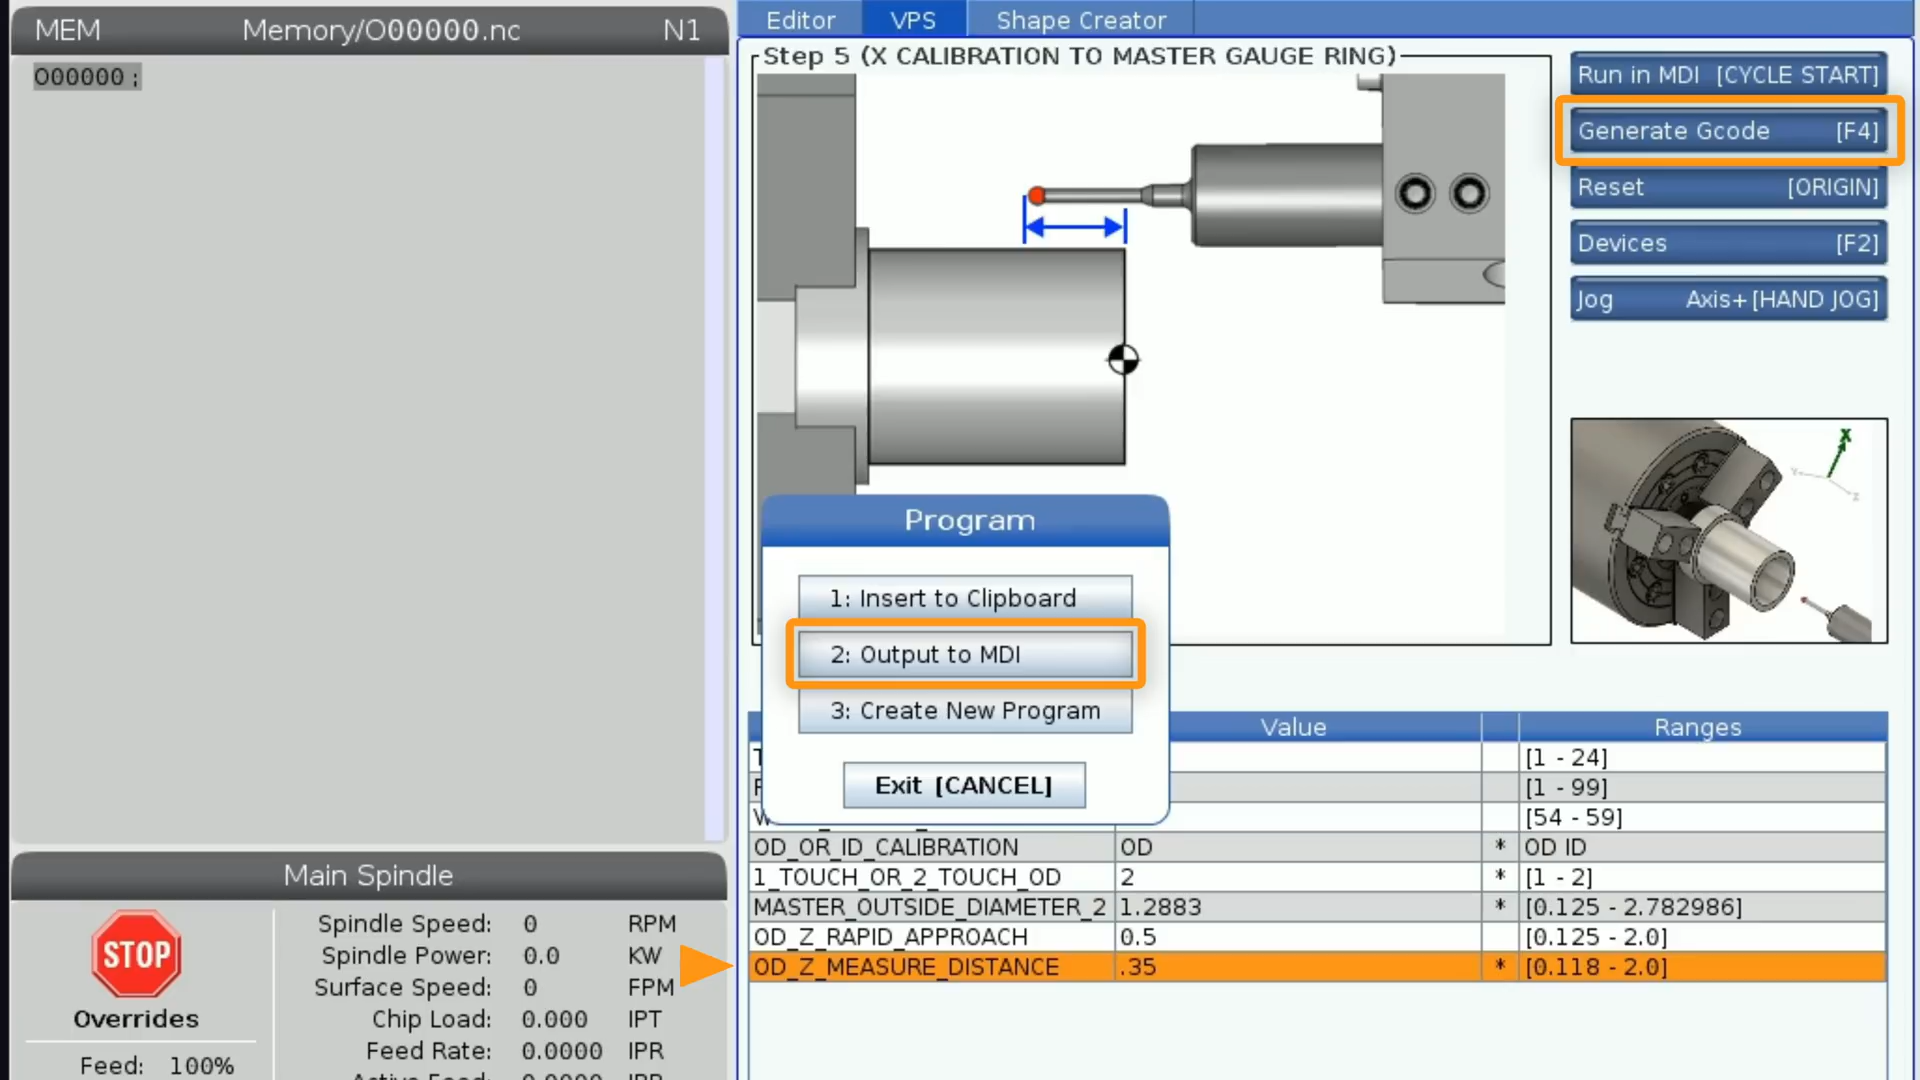 MEM Memory/O00000.nc N1
O00000 ;
Editor VPS Shape Creator
Step 5 (X CALIBRATION TO MASTER GAUGE RING)
Run in MDI [CYCLE START]
Generate Gcode [F4]
Reset [ORIGIN]
Devices [F2]
Jog Axis+[HAND JOG]
X
Program
1: Insert to Clipboard
2: Output to MDI
3: Create New Program
Exit [CANCEL]
Value Ranges
[1 - 24]
[1 - 99]
[54 - 59]
OD_OR_ID_CALIBRATION OD * OD ID
1_TOUCH_OR_2_TOUCH_OD 2 * [1 - 2]
MASTER_OUTSIDE_DIAMETER_2 1.2883 * [0.125 - 2.782986]
OD_Z_RAPID_APPROACH 0.5 [0.125 - 2.0]
OD_Z_MEASURE_DISTANCE .35 * [0.118 - 2.0]
Main Spindle
STOP
Overrides
Feed: 100%
Spindle Speed: 0 RPM
Spindle Power: 0.0 KW
Surface Speed: 0 FPM
Chip Load: 0.000 IPT
Feed Rate: 0.0000 IPR